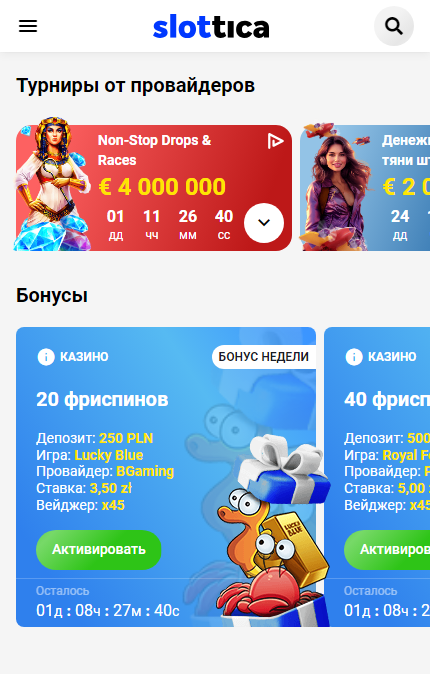 slottica
Турниры от провайдеров
Non-Stop Drops &
Races
€ 4 000 000
01 11 26 40
дд чч мм сс
Денежн
тяни шт
€ 2 0
24
дд
Бонусы
КАЗИНО
БОНУС НЕДЕЛИ
20 фриспинов
Депозит: 250 PLN
Игра: Lucky Blue
Провайдер: BGaming
Ставка: 3,50 zł
Вейджер: x45
Активировать
Осталось
01д : 08ч : 27м : 40с
LUCKY
BLUE
КАЗИНО
40 фрисп
Депозит: 500
Игра: Royal Fo
Провайдер: P
Ставка: 5,00
Вейджер: x45
Активиров
Осталось
01д : 08ч : 2